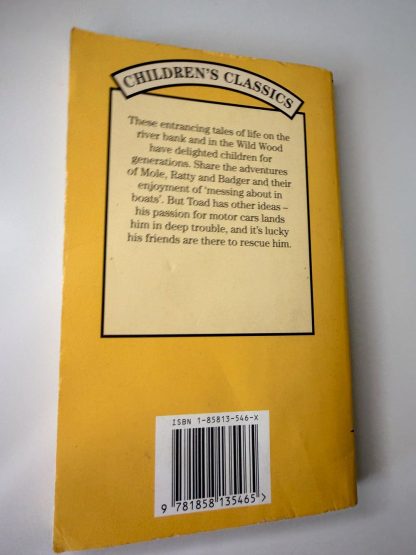 CHILDREN'S CLASSICS
These entrancing tales of life on the
river bank and in the Wild Wood
have delighted children for
generations. Share the adventures
of Mole, Ratty and Badger and their
enjoyment of 'messing about in
boats'. But Toad has other ideas –
his passion for motor cars lands
him in deep trouble, and it's lucky
his friends are there to rescue him.
ISBN 1-85813-546-X
9 781858 135465 >